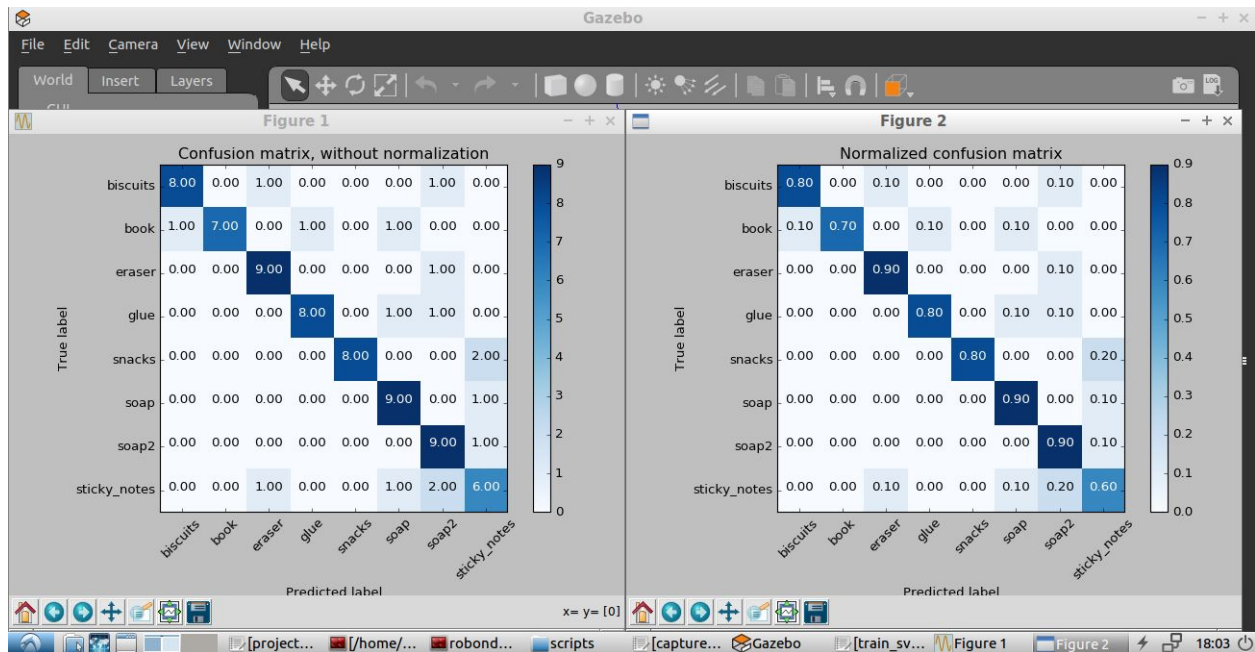 Gazebo
File Edit Camera View Window Help
World Insert Layers
LOG
Figure 1
Confusion matrix, without normalization
True label
biscuits 8.00 0.00 1.00 0.00 0.00 0.00 1.00 0.00
book 1.00 7.00 0.00 1.00 0.00 1.00 0.00 0.00
eraser 0.00 0.00 9.00 0.00 0.00 0.00 1.00 0.00
glue 0.00 0.00 0.00 8.00 0.00 1.00 1.00 0.00
snacks 0.00 0.00 0.00 0.00 8.00 0.00 0.00 2.00
soap 0.00 0.00 0.00 0.00 0.00 9.00 0.00 1.00
soap2 0.00 0.00 0.00 0.00 0.00 0.00 9.00 1.00
sticky_notes 0.00 0.00 1.00 0.00 0.00 1.00 2.00 6.00
biscuits book eraser glue snacks soap soap2 sticky_notes
Predicted label
9
8
7
6
5
4
3
2
1
0
x= y= [0]
Figure 2
Normalized confusion matrix
True label
biscuits 0.80 0.00 0.10 0.00 0.00 0.00 0.10 0.00
book 0.10 0.70 0.00 0.10 0.00 0.10 0.00 0.00
eraser 0.00 0.00 0.90 0.00 0.00 0.00 0.10 0.00
glue 0.00 0.00 0.00 0.80 0.00 0.10 0.10 0.00
snacks 0.00 0.00 0.00 0.00 0.80 0.00 0.00 0.20
soap 0.00 0.00 0.00 0.00 0.00 0.90 0.00 0.10
soap2 0.00 0.00 0.00 0.00 0.00 0.00 0.90 0.10
sticky_notes 0.00 0.00 0.10 0.00 0.00 0.10 0.20 0.60
biscuits book eraser glue snacks soap soap2 sticky_notes
Predicted label
0.9
0.8
0.7
0.6
0.5
0.4
0.3
0.2
0.1
0.0
[project... [/home/... robond... scripts [capture... Gazebo [train_sv... Figure 1 Figure 2 18:03